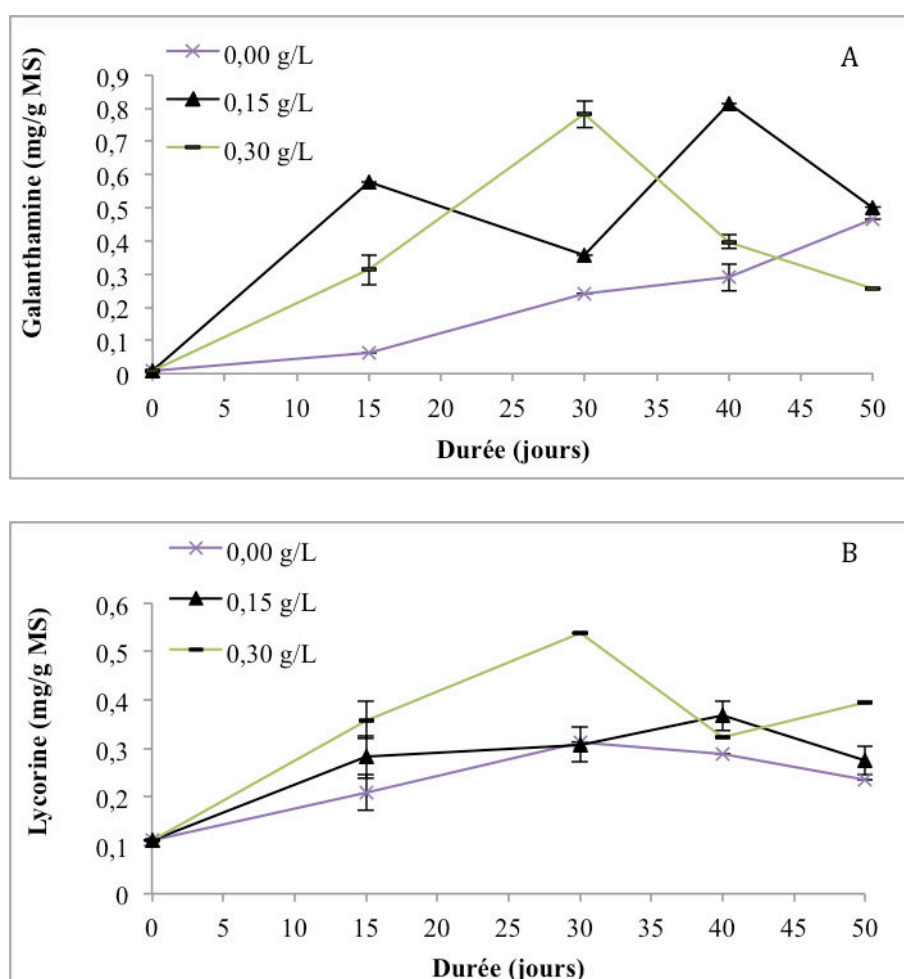 A
0,00 g/L
0,15 g/L
0,30 g/L
Galanthamine (mg/g MS)
0,9
0,8
0,7
0,6
0,5
0,4
0,3
0,2
0,1
0
0 5 10 15 20 25 30 35 40 45 50
Durée (jours)
B
0,00 g/L
0,15 g/L
0,30 g/L
Lycorine (mg/g MS)
0,6
0,5
0,4
0,3
0,2
0,1
0
0 5 10 15 20 25 30 35 40 45 50
Durée (jours)